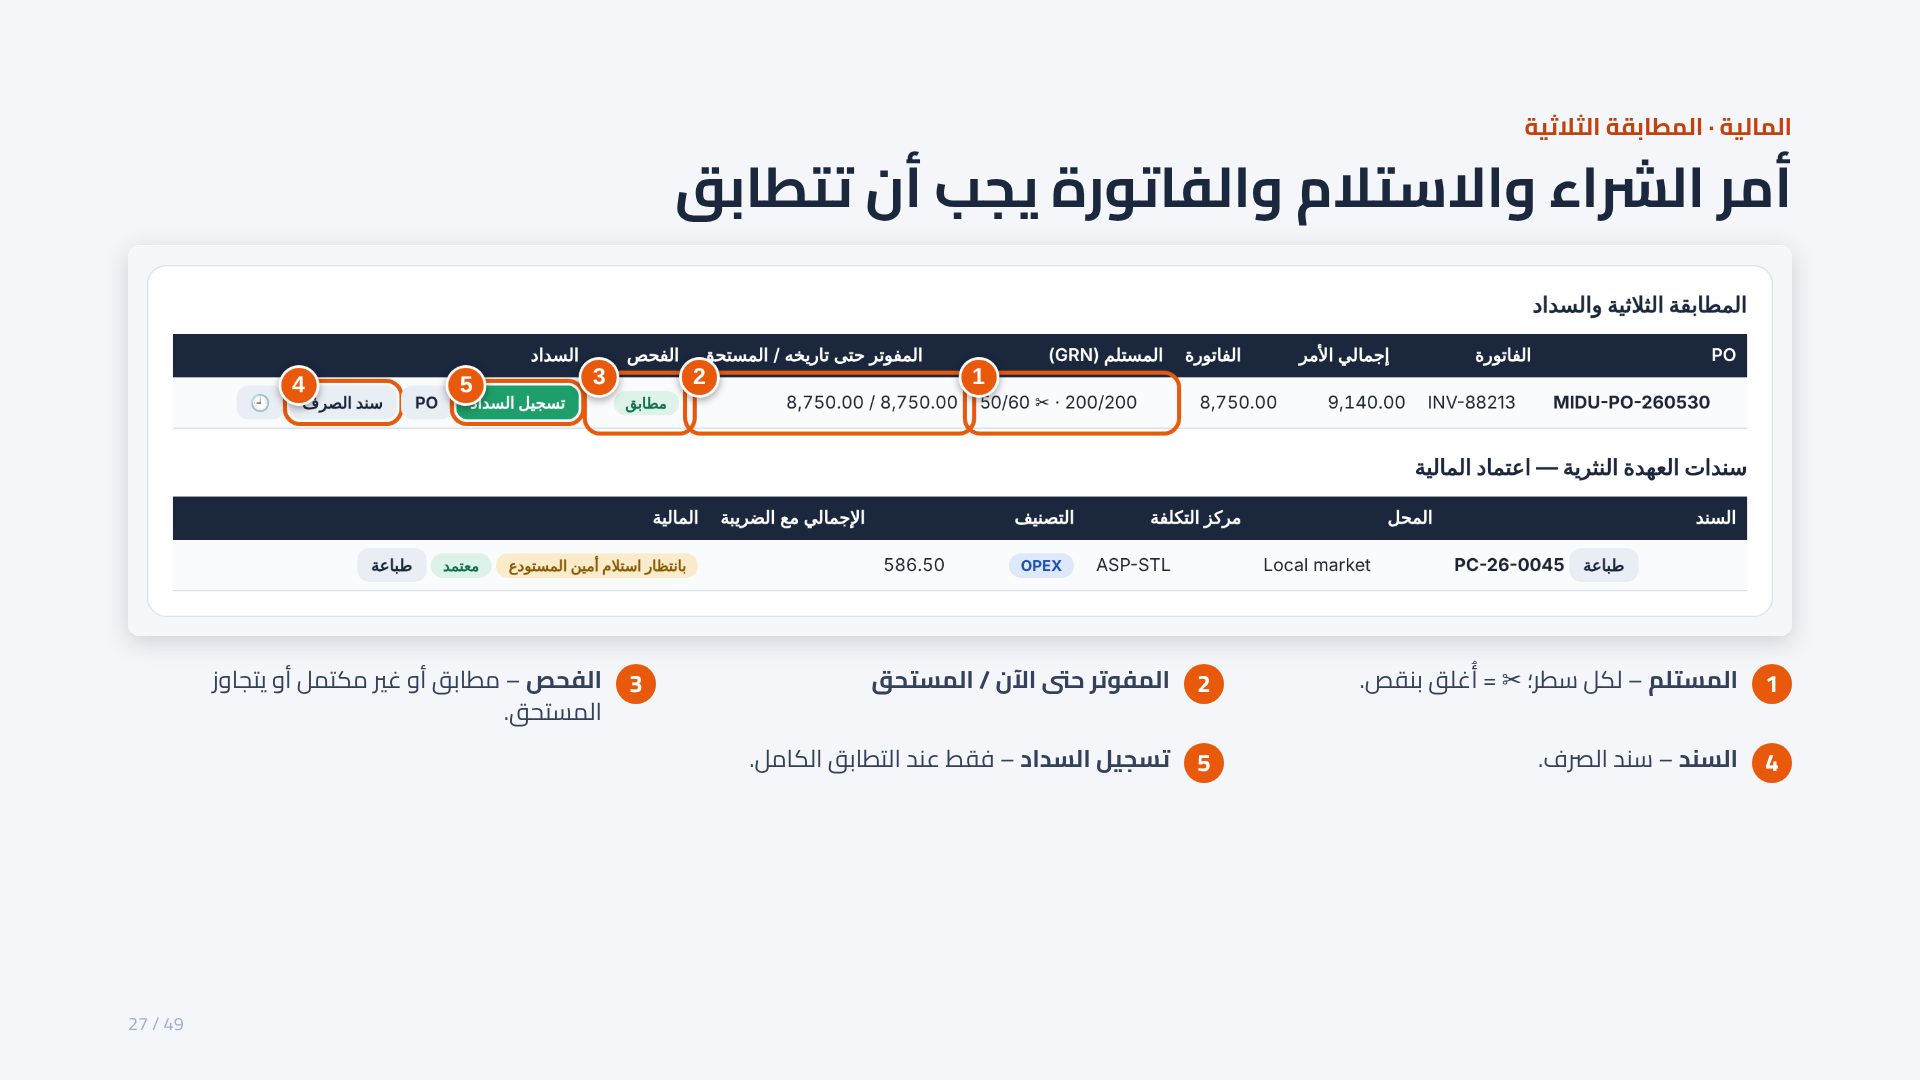 المالية · المطابقة الثلاثية
أمر الشراء والاستلام والفاتورة يجب أن تتطابق
المطابقة الثلاثية والسداد
PO الفاتورة إجمالي الأمر الفاتورة المستلم (GRN) المفوتر حتى تاريخه / المستحق الفحص السداد
1 2 3 5 4
MIDU-PO-260530 INV-88213 9,140.00 8,750.00 200/200 · ✂ 50/60 8,750.00 / 8,750.00 مطابق تسجيل السداد PO سند الصرف
سندات العهدة النثرية — اعتماد المالية
السند المحل مركز التكلفة التصنيف الإجمالي مع الضريبة المالية
طباعة PC-26-0045 Local market ASP-STL OPEX 586.50 بانتظار استلام أمين المستودع معتمد طباعة
1 المستلم – لكل سطر؛ ✂ = أُغلق بنقص.
2 المفوتر حتى الآن / المستحق
3 الفحص – مطابق أو غير مكتمل أو يتجاوز
المستحق.
4 السند – سند الصرف.
5 تسجيل السداد – فقط عند التطابق الكامل.
27 / 49